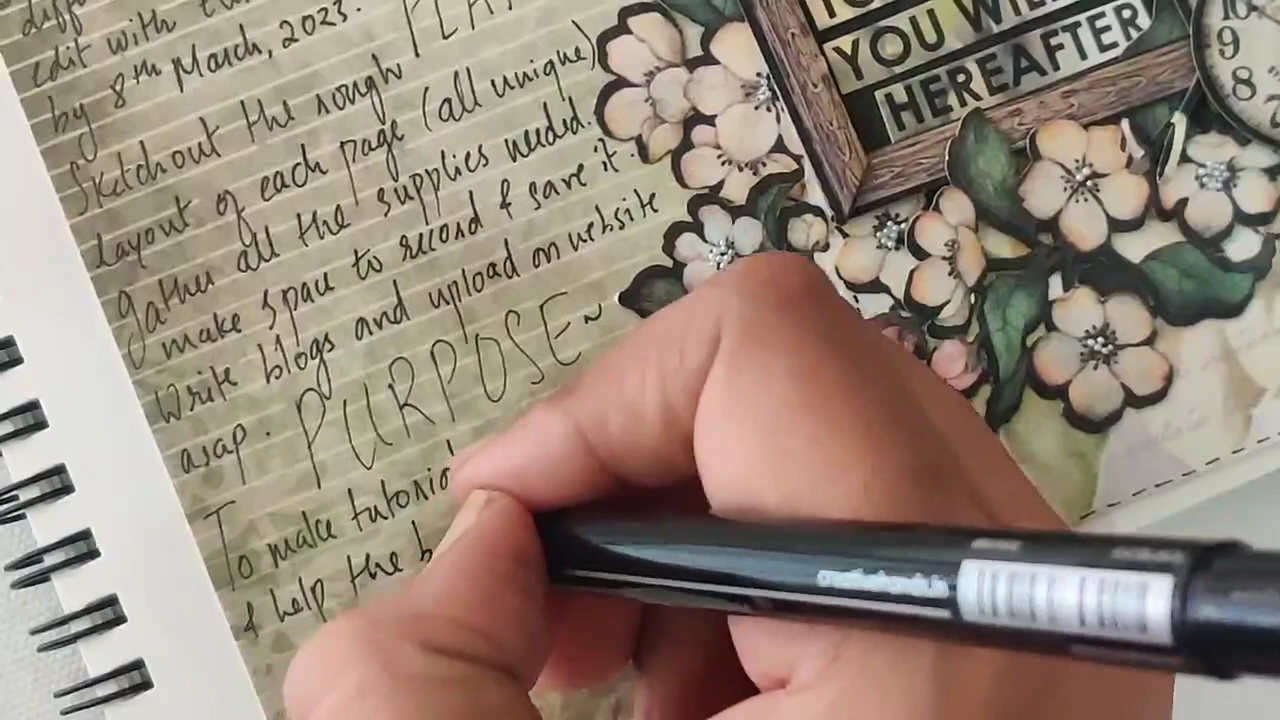 edit with
by 8th March, 2023.
Sketchout the rough
layout of each page (all unique)
gather all the supplies needed.
make space to record & save it.
Write blogs and upload on website
asap.
PURPOSE~
To make
& help the
YOU
HEREAFTER
10
9
8